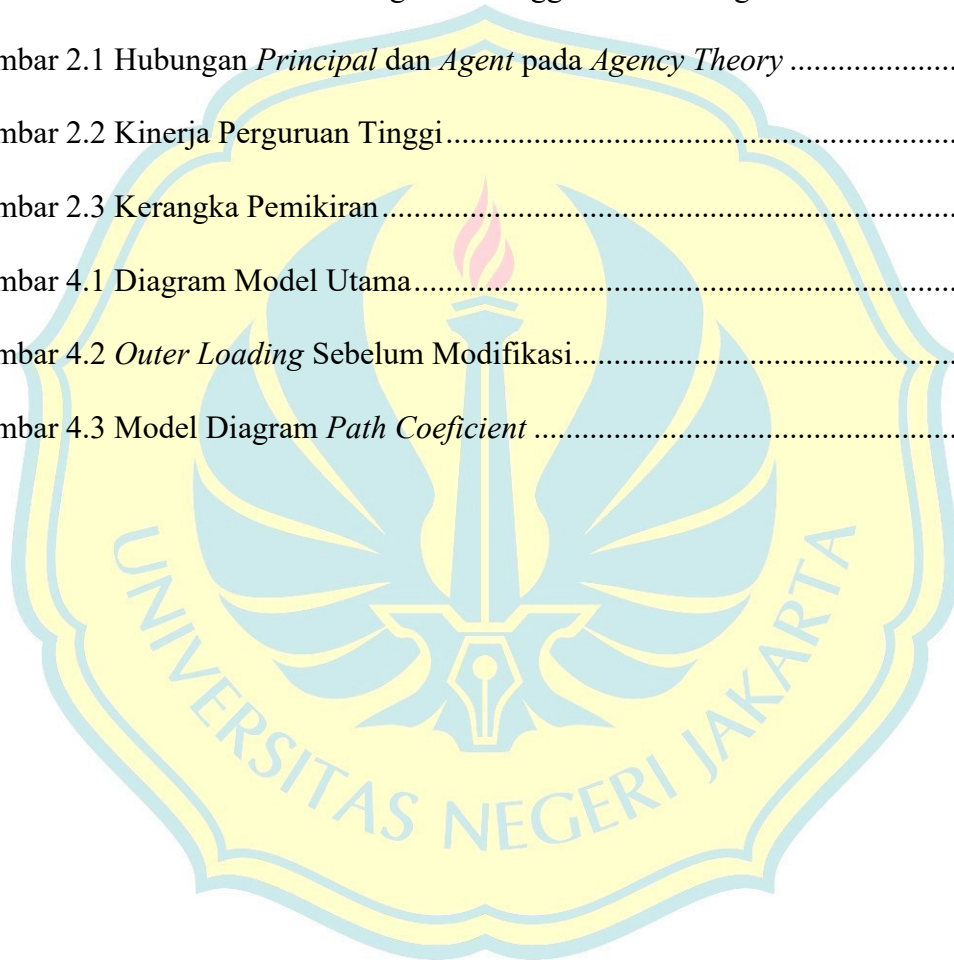 mbar 2.1 Hubungan Principal dan Agent pada Agency Theory ..................
mbar 2.2 Kinerja Perguruan Tinggi................................................................
mbar 2.3 Kerangka Pemikiran........................................................................
mbar 4.1 Diagram Model Utama....................................................................
mbar 4.2 Outer Loading Sebelum Modifikasi................................................
mbar 4.3 Model Diagram Path Coeficient .....................................................
UNIVERSITAS NEGERI JAKARTA